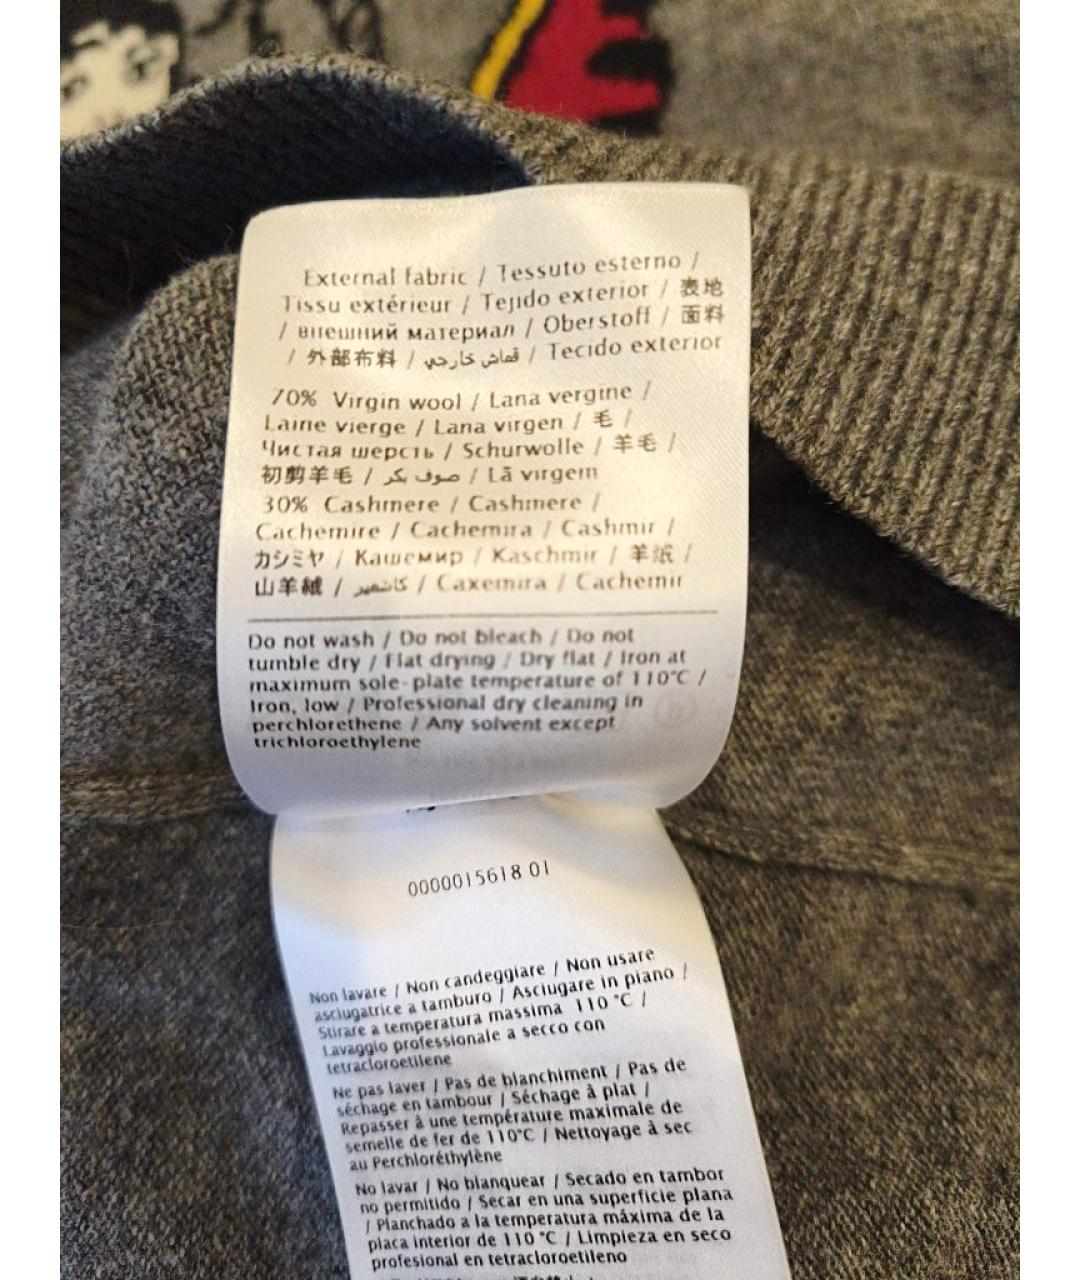 External fabric / Tessuto esterno /
Tissu extérieur / Tejido exterior / 表地
/ внешний материал / Oberstoff / 面料
/ 外部布料 / قماش خارجي / Tecido exterior
70% Virgin wool / Lana vergine /
Laine vierge / Lana virgen / 毛 /
Чистая шерсть / Schurwolle / 羊毛 /
初剪羊毛 / صوف بكر / Lã virgem
30% Cashmere / Cashmere /
Cachemire / Cachemira / Cashmir /
カシミヤ / Кашемир / Kaschmir / 羊绒 /
山羊絨 / كاشمير / Caxemira / Cachemir
Do not wash / Do not bleach / Do not
tumble dry / Flat drying / Dry flat / Iron at
maximum sole-plate temperature of 110°C /
Iron, low / Professional dry cleaning in
perchlorethene / Any solvent except
trichloroethylene
0000015618 01
Non lavare / Non candeggiare / Non usare
asciugatrice a tamburo / Asciugare in piano /
Stirare a temperatura massima 110 °C /
Lavaggio professionale a secco con
tetracloroetilene
Ne pas laver / Pas de blanchiment / Pas de
séchage en tambour / Séchage à plat /
Repasser à une température maximale de
semelle de fer de 110°C / Nettoyage à sec
au Perchloréthylène
No lavar / No blanquear / Secado en tambor
no permitido / Secar en una superficie plana
/ Planchado a la temperatura máxima de la
placa interior de 110 °C / Limpieza en seco
profesional en tetracloroetileno